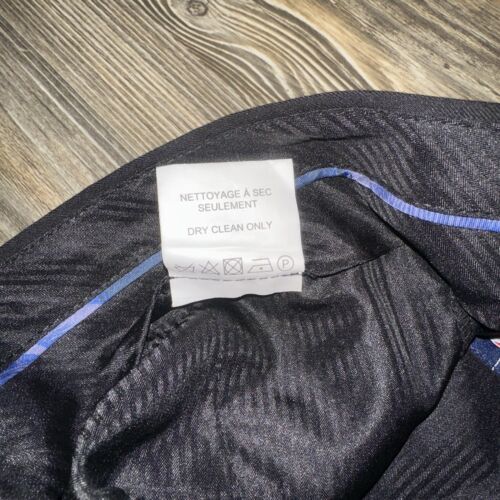 NETTOYAGE À SEC
SEULEMENT
DRY CLEAN ONLY
P